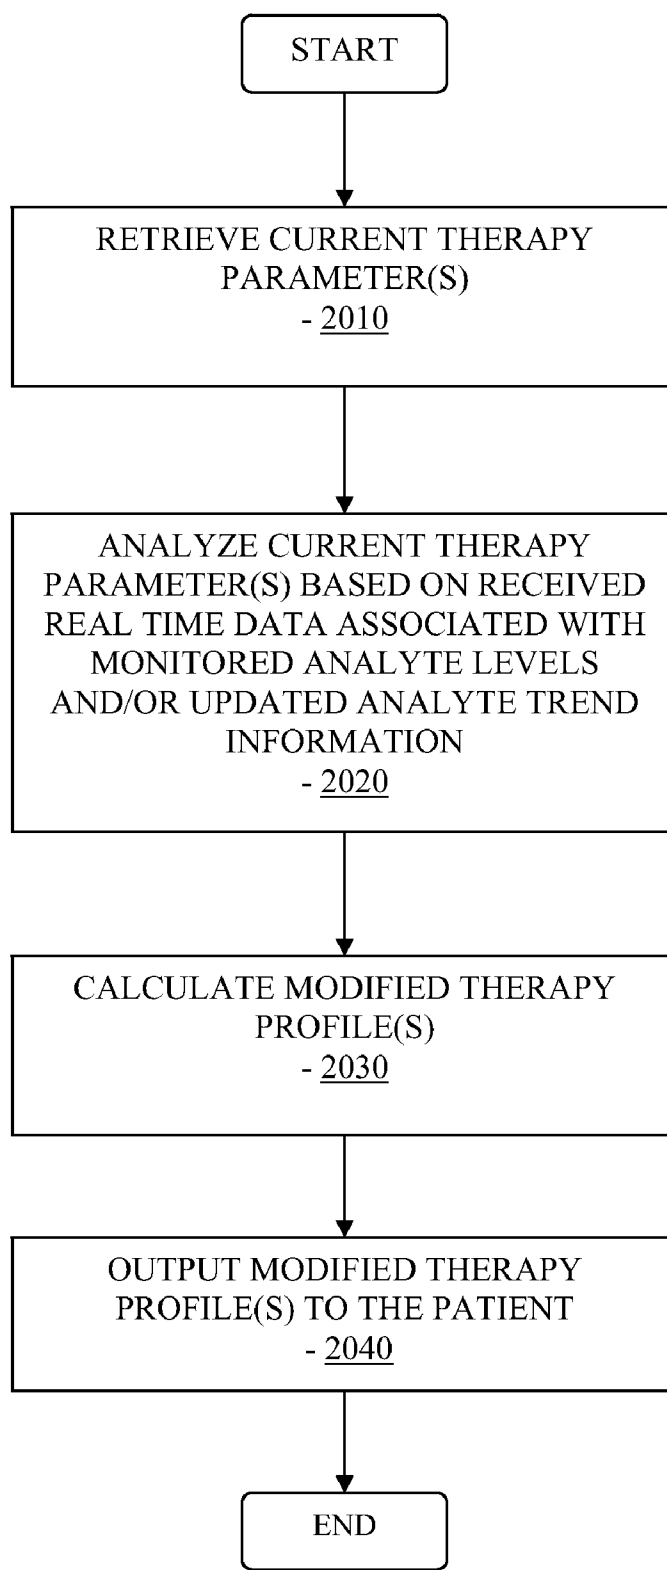 START
RETRIEVE CURRENT THERAPY
PARAMETER(S)
- 2010
ANALYZE CURRENT THERAPY
PARAMETER(S) BASED ON RECEIVED
REAL TIME DATA ASSOCIATED WITH
MONITORED ANALYTE LEVELS
AND/OR UPDATED ANALYTE TREND
INFORMATION
- 2020
CALCULATE MODIFIED THERAPY
PROFILE(S)
- 2030
OUTPUT MODIFIED THERAPY
PROFILE(S) TO THE PATIENT
- 2040
END